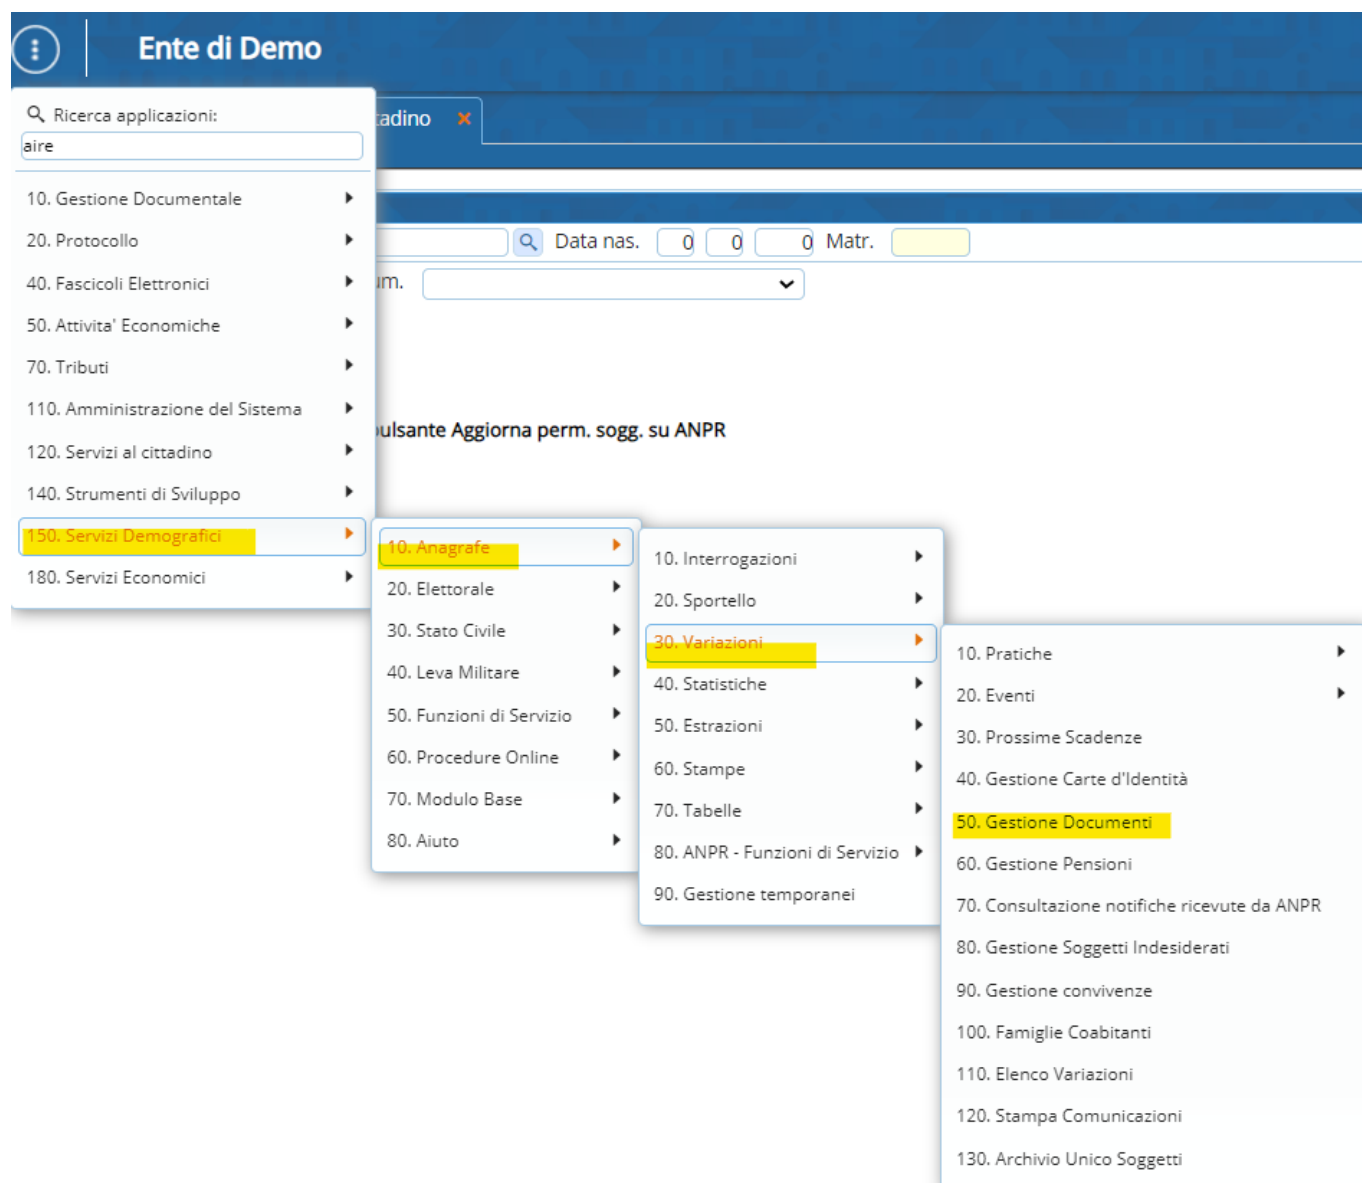 Ente di Demo
Ricerca applicazioni:
aire
tadino ×
10. Gestione Documentale
20. Protocollo
40. Fascicoli Elettronici
50. Attivita' Economiche
70. Tributi
110. Amministrazione del Sistema
120. Servizi al cittadino
140. Strumenti di Sviluppo
150. Servizi Demografici
180. Servizi Economici
Data nas. 0 0 0 Matr.
um.
pulsante Aggiorna perm. sogg. su ANPR
10. Anagrafe
20. Elettorale
30. Stato Civile
40. Leva Militare
50. Funzioni di Servizio
60. Procedure Online
70. Modulo Base
80. Aiuto
10. Interrogazioni
20. Sportello
30. Variazioni
40. Statistiche
50. Estrazioni
60. Stampe
70. Tabelle
80. ANPR - Funzioni di Servizio
90. Gestione temporanei
10. Pratiche
20. Eventi
30. Prossime Scadenze
40. Gestione Carte d'Identità
50. Gestione Documenti
60. Gestione Pensioni
70. Consultazione notifiche ricevute da ANPR
80. Gestione Soggetti Indesiderati
90. Gestione convivenze
100. Famiglie Coabitanti
110. Elenco Variazioni
120. Stampa Comunicazioni
130. Archivio Unico Soggetti